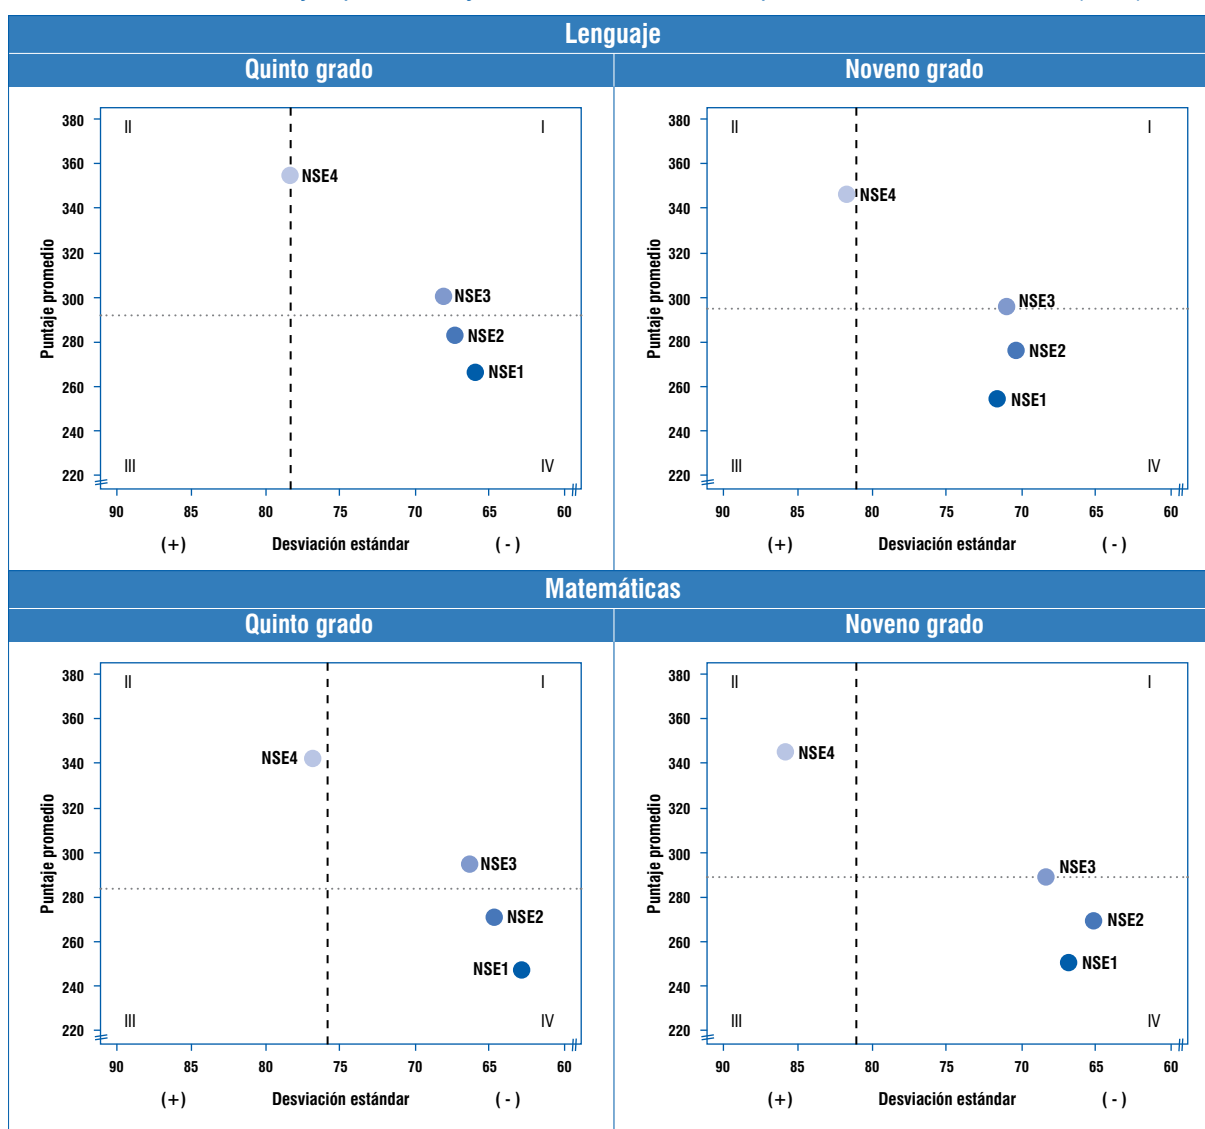 Lenguaje
Quinto grado
Noveno grado
380
360
340
320
300
280
260
240
220
Puntaje promedio
II
I
III
IV
NSE4
NSE3
NSE2
NSE1
90 85 80 75 70 65 60
(+) Desviación estándar ( - )
380
360
340
320
300
280
260
240
220
Puntaje promedio
II
I
III
IV
NSE4
NSE3
NSE2
NSE1
90 85 80 75 70 65 60
(+) Desviación estándar ( - )
Matemáticas
Quinto grado
Noveno grado
380
360
340
320
300
280
260
240
220
Puntaje promedio
II
I
III
IV
NSE4
NSE3
NSE2
NSE1
90 85 80 75 70 65 60
(+) Desviación estándar ( - )
380
360
340
320
300
280
260
240
220
Puntaje promedio
II
I
III
IV
NSE4
NSE3
NSE2
NSE1
90 85 80 75 70 65 60
(+) Desviación estándar ( - )